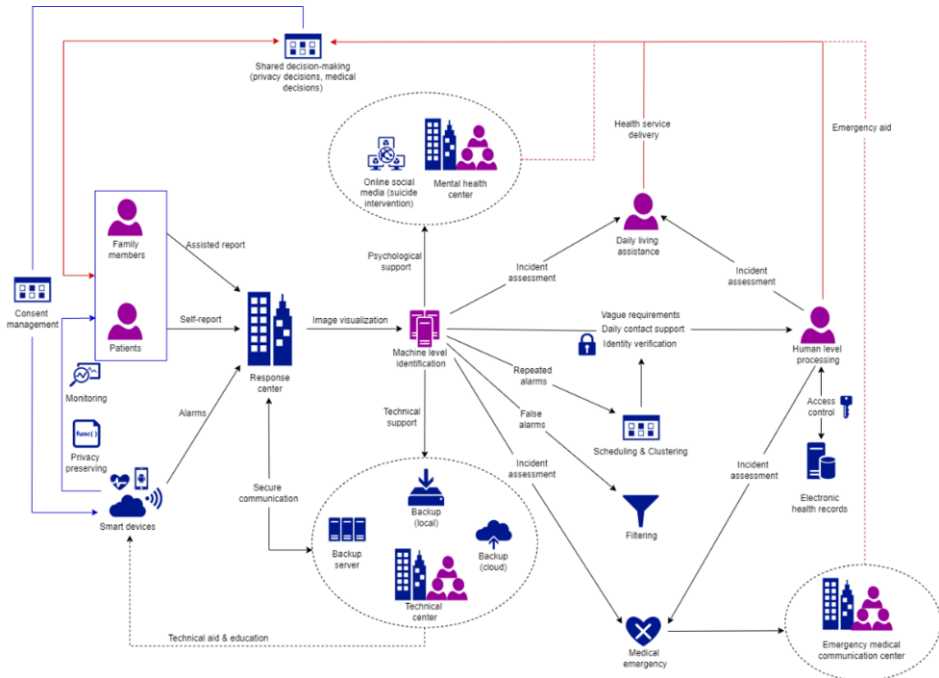 Shared decision-making
(privacy decisions, medical
decisions)
Health service
delivery
Emergency aid
Online social
media (suicide
intervention)
Mental health
center
Family
members
Assisted report
Daily living
assistance
Psychological
support
Incident
assessment
Incident
assessment
Consent
management
Patients
Self-report
Image visualization
Response
center
Machine level
identification
Vague requirements
Daily contact support
Identity verification
Human level
processing
Monitoring
Alarms
Repeated
alarms
Access
control
func( )
Privacy
preserving
Technical
support
False
alarms
Scheduling & Clustering
Secure
communication
Incident
assessment
Incident
assessment
Electronic
health records
Smart devices
Backup
(local)
Filtering
Backup
server
Backup
(cloud)
Technical
center
Technical aid & education
Medical
emergency
Emergency medical
communication center